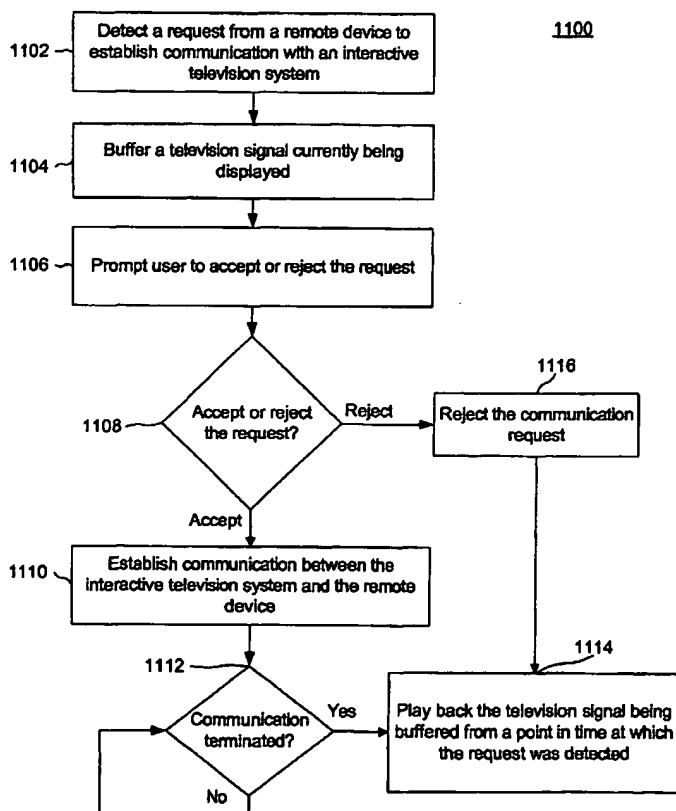 1100
1102
Detect a request from a remote device to
establish communication with an interactive
television system
1104
Buffer a television signal currently being
displayed
1106
Prompt user to accept or reject the request
1108
Accept or reject
the request?
Reject
1116
Reject the communication
request
Accept
1110
Establish communication between the
interactive television system and the remote
device
1112
Communication
terminated?
Yes
1114
Play back the television signal being
buffered from a point in time at which
the request was detected
No